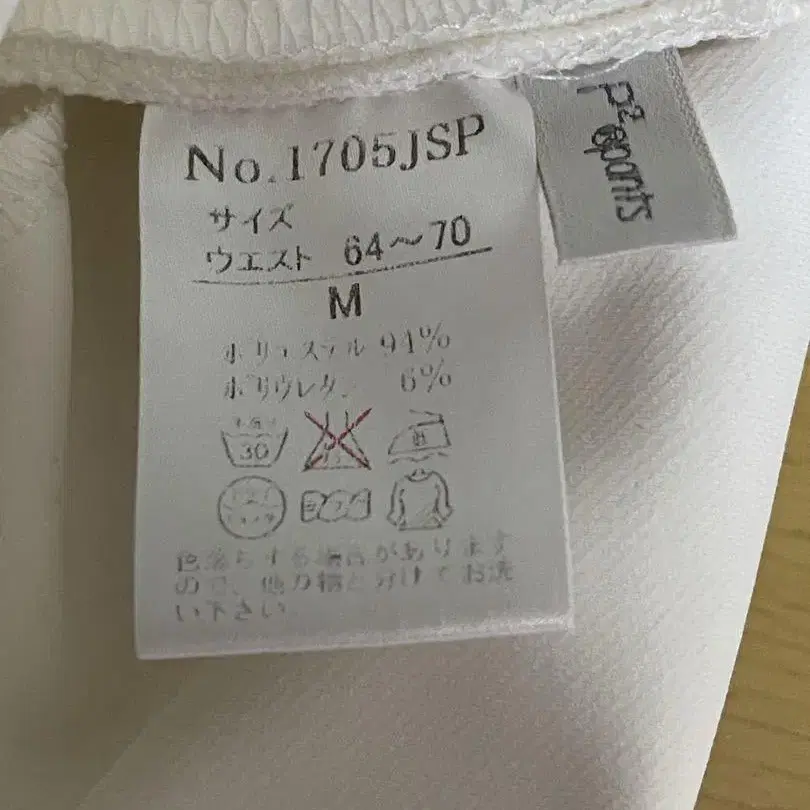 No.1705JSP
サイズ
ウエスト 64〜70
M
ポリエステル 94%
ポリウレタン 6%
30
色落ちする場合があります
ので、他の物と分けてお洗
い下さい
P²epants